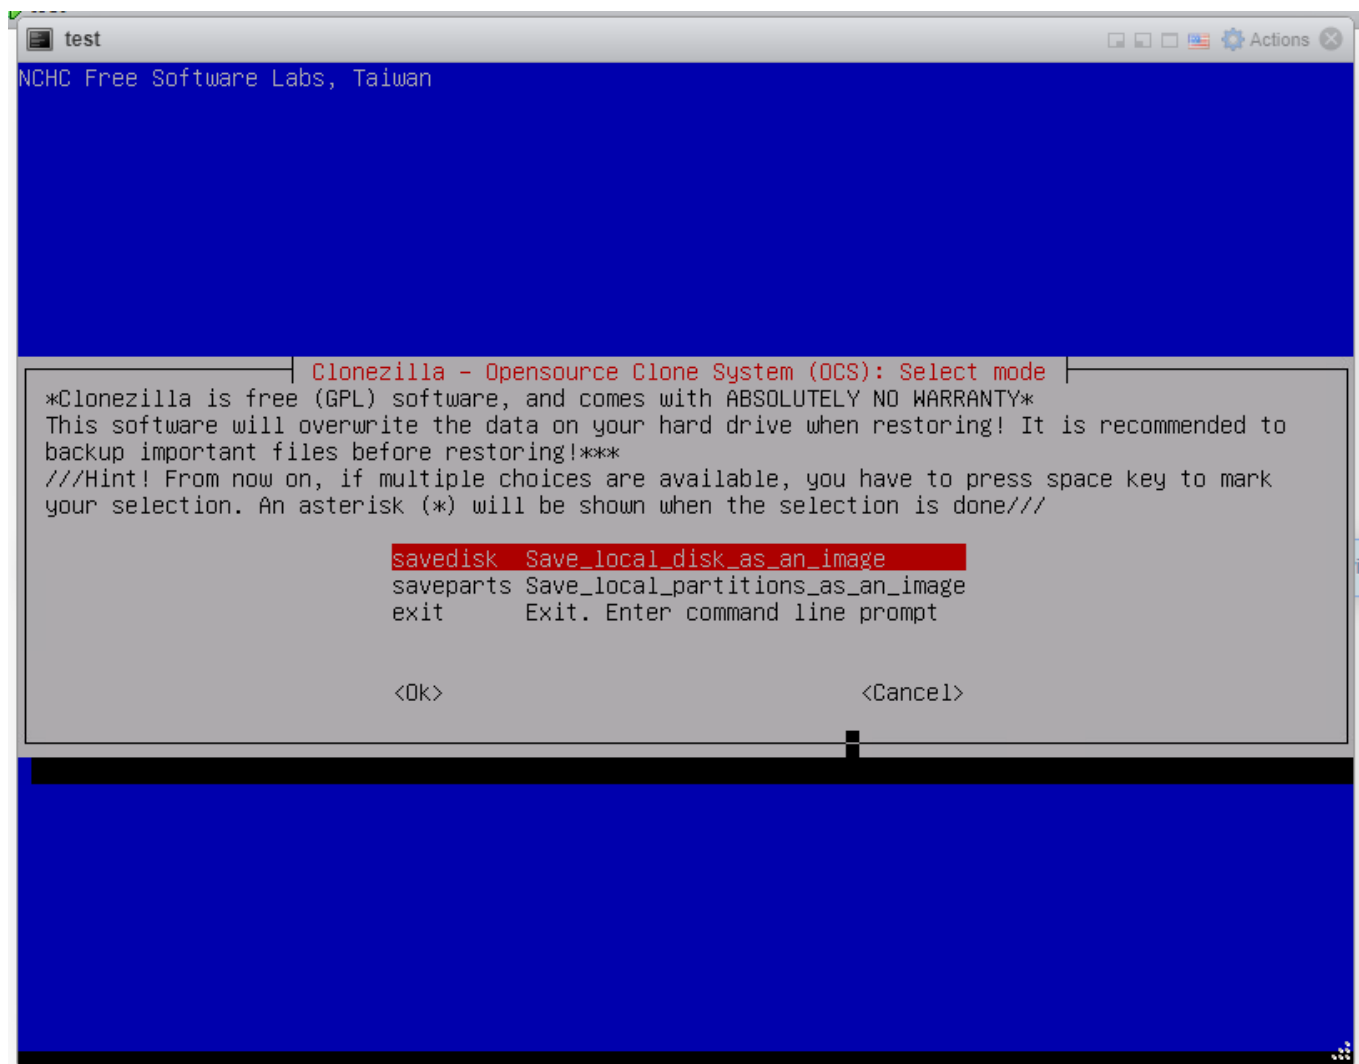 test
NCHC Free Software Labs, Taiwan
Actions
Clonezilla - Opensource Clone System (OCS): Select mode
*Clonezilla is free (GPL) software, and comes with ABSOLUTELY NO WARRANTY*
This software will overwrite the data on your hard drive when restoring! It is recommended to
backup important files before restoring!***
///Hint! From now on, if multiple choices are available, you have to press space key to mark
your selection. An asterisk (*) will be shown when the selection is done///
savedisk Save_local_disk_as_an_image
saveparts Save_local_partitions_as_an_image
exit Exit. Enter command line prompt
<Ok> <Cancel>